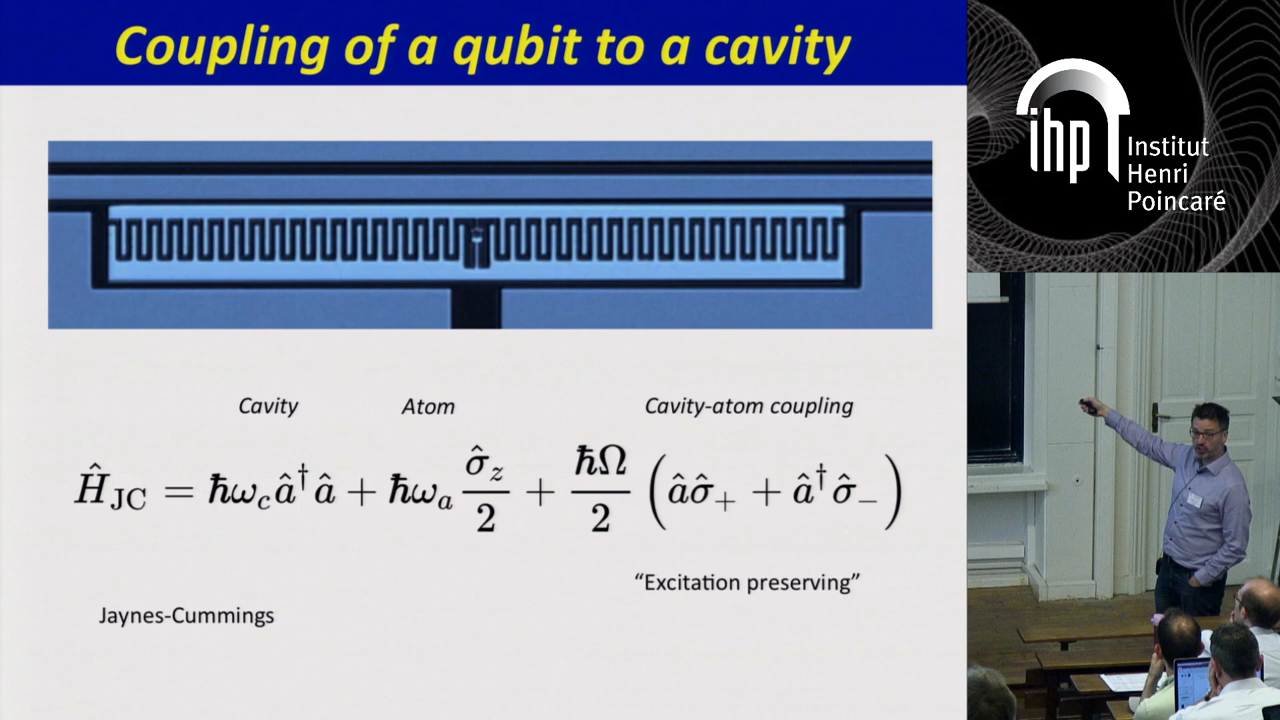 Coupling of a qubit to a cavity
Cavity
Atom
Cavity-atom coupling
Ĥ_JC = ħω_c â†â + ħω_a σ̂_z/2 + ħΩ/2 (âσ̂₊ + â†σ̂₋)
"Excitation preserving"
Jaynes-Cummings
ihp
Institut
Henri
Poincaré